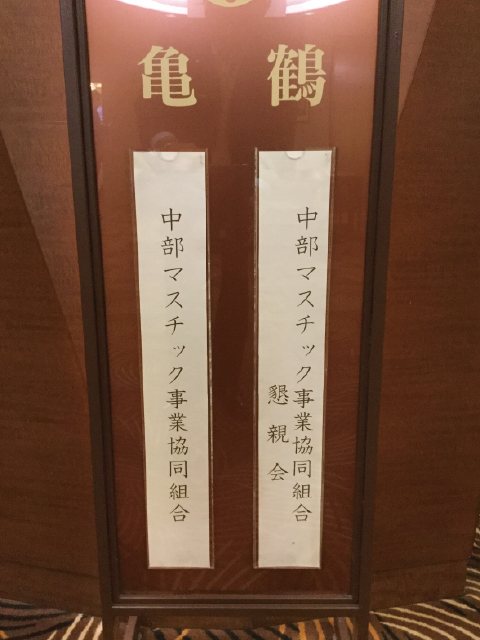 鶴
亀
中部マスチック事業協同組合
懇親会
中部マスチック事業協同組合